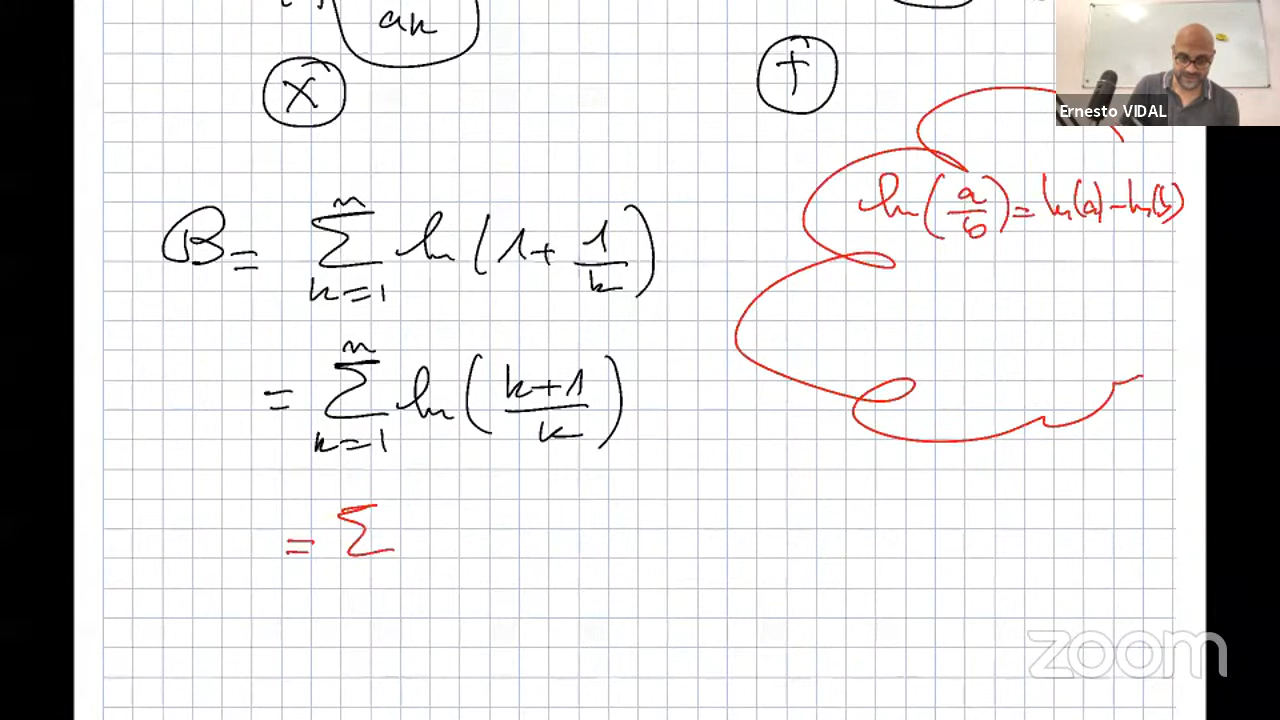 an
x
+
Ernesto VIDAL
ln(a/b) = ln(a) - ln(b)
B = ∑_{k=1}^{n} ln(1 + 1/k)
= ∑_{k=1}^{n} ln((k+1)/k)
= ∑
zoom